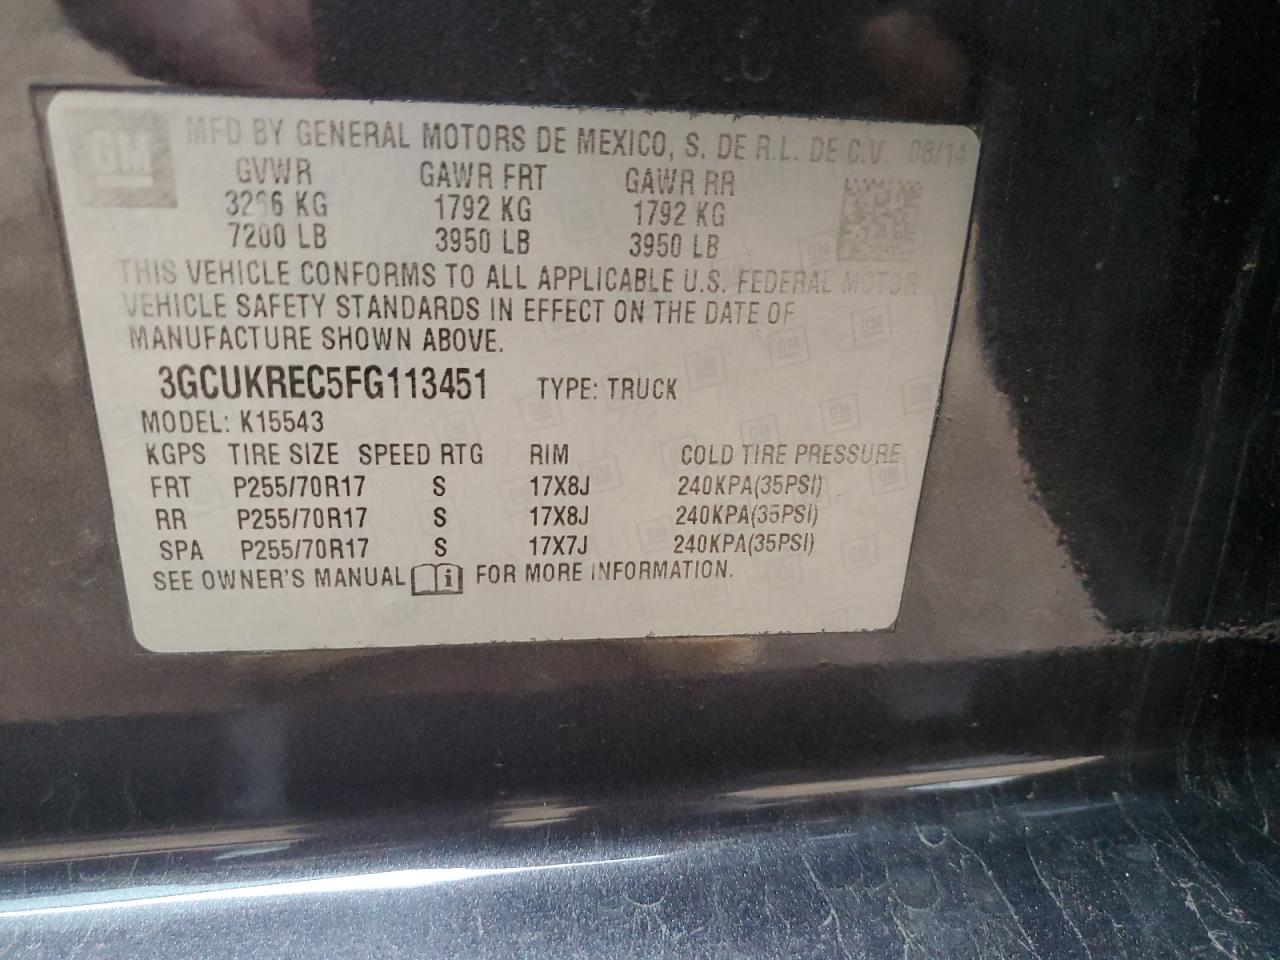 GM MFD BY GENERAL MOTORS DE MEXICO, S. DE R.L. DE C.V. 08/14
GVWR GAWR FRT GAWR RR
3266 KG 1792 KG 1792 KG
7200 LB 3950 LB 3950 LB
THIS VEHICLE CONFORMS TO ALL APPLICABLE U.S. FEDERAL MOTOR
VEHICLE SAFETY STANDARDS IN EFFECT ON THE DATE OF
MANUFACTURE SHOWN ABOVE.
3GCUKREC5FG113451 TYPE: TRUCK
MODEL: K15543
KGPS TIRE SIZE SPEED RTG RIM COLD TIRE PRESSURE
FRT P255/70R17 S 17X8J 240KPA(35PSI)
RR P255/70R17 S 17X8J 240KPA(35PSI)
SPA P255/70R17 S 17X7J 240KPA(35PSI)
SEE OWNER'S MANUAL i FOR MORE INFORMATION.